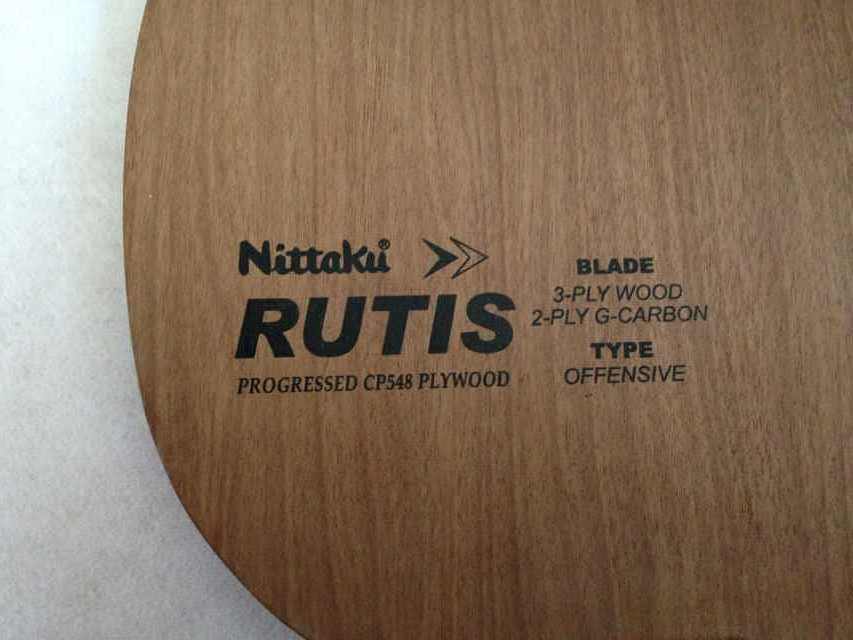 Nittaku®
RUTIS
PROGRESSED CP548 PLYWOOD
BLADE
3-PLY WOOD
2-PLY G-CARBON
TYPE
OFFENSIVE